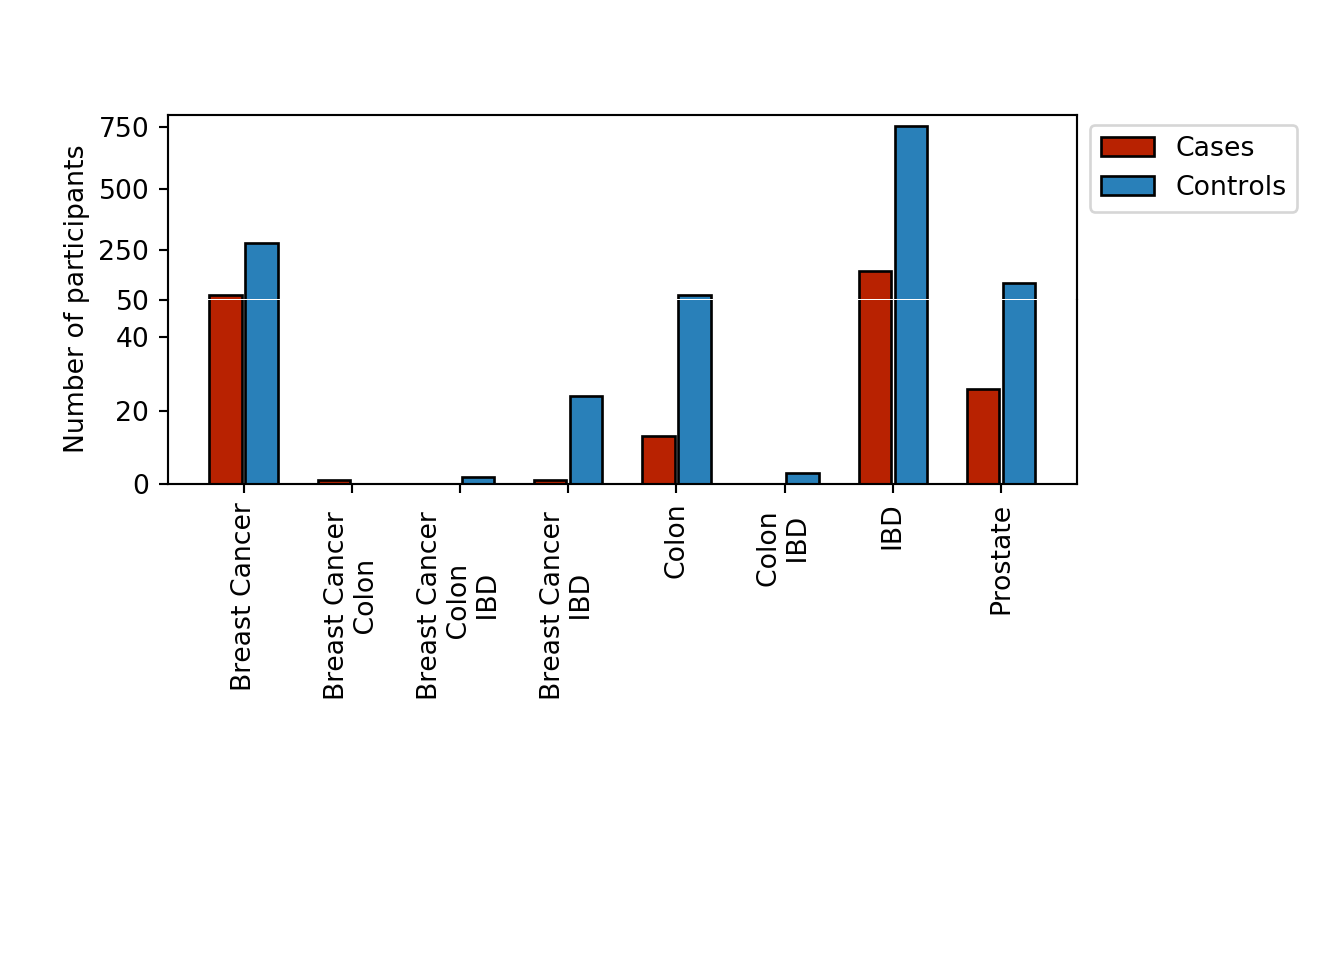 Number of participants
750
500
250
50
40
20
0
Cases
Controls
Breast Cancer
Breast Cancer
Colon
Breast Cancer
Colon
IBD
Breast Cancer
IBD
Colon
Colon
IBD
IBD
Prostate